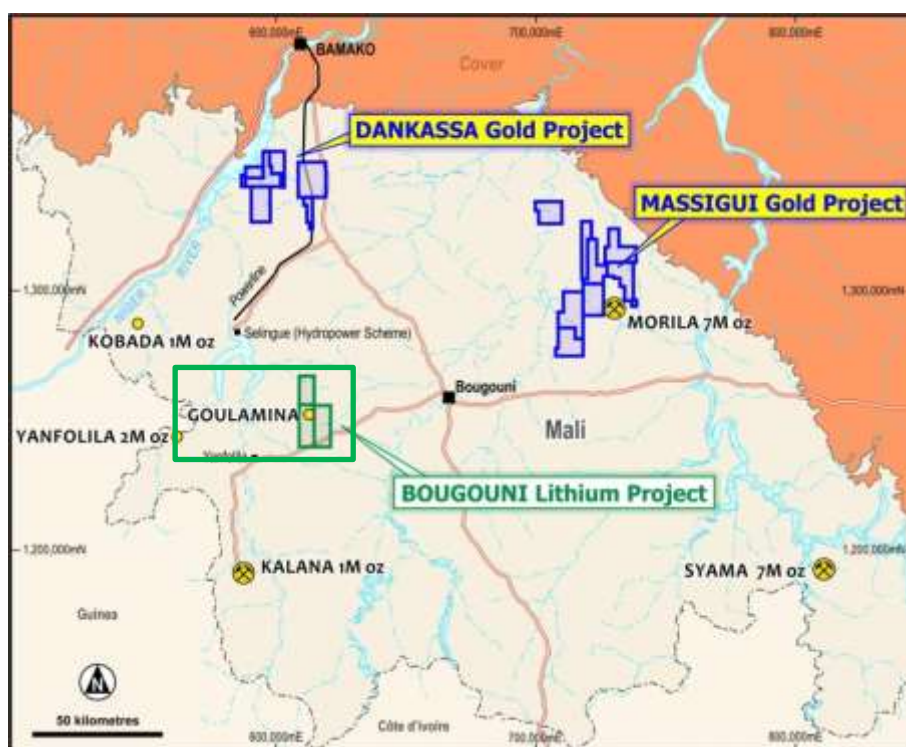 600,000mE
700,000mE
800,000mE
BAMAKO
Cover
DANKASSA Gold Project
MASSIGUI Gold Project
NIGER RIVER
Powerline
1,300,000mN
1,300,000mN
Selingue (Hydropower Scheme)
KOBADA 1M oz
MORILA 7M oz
Bougouni
GOULAMINA
Mali
YANFOLILA 2M oz
Yanfolila
BOUGOUNI Lithium Project
1,200,000mN
1,200,000mN
KALANA 1M oz
SYAMA 7M oz
Guinea
N
50 kilometres
Côte d'Ivoire
600,000mE
700,000mE
800,000mE